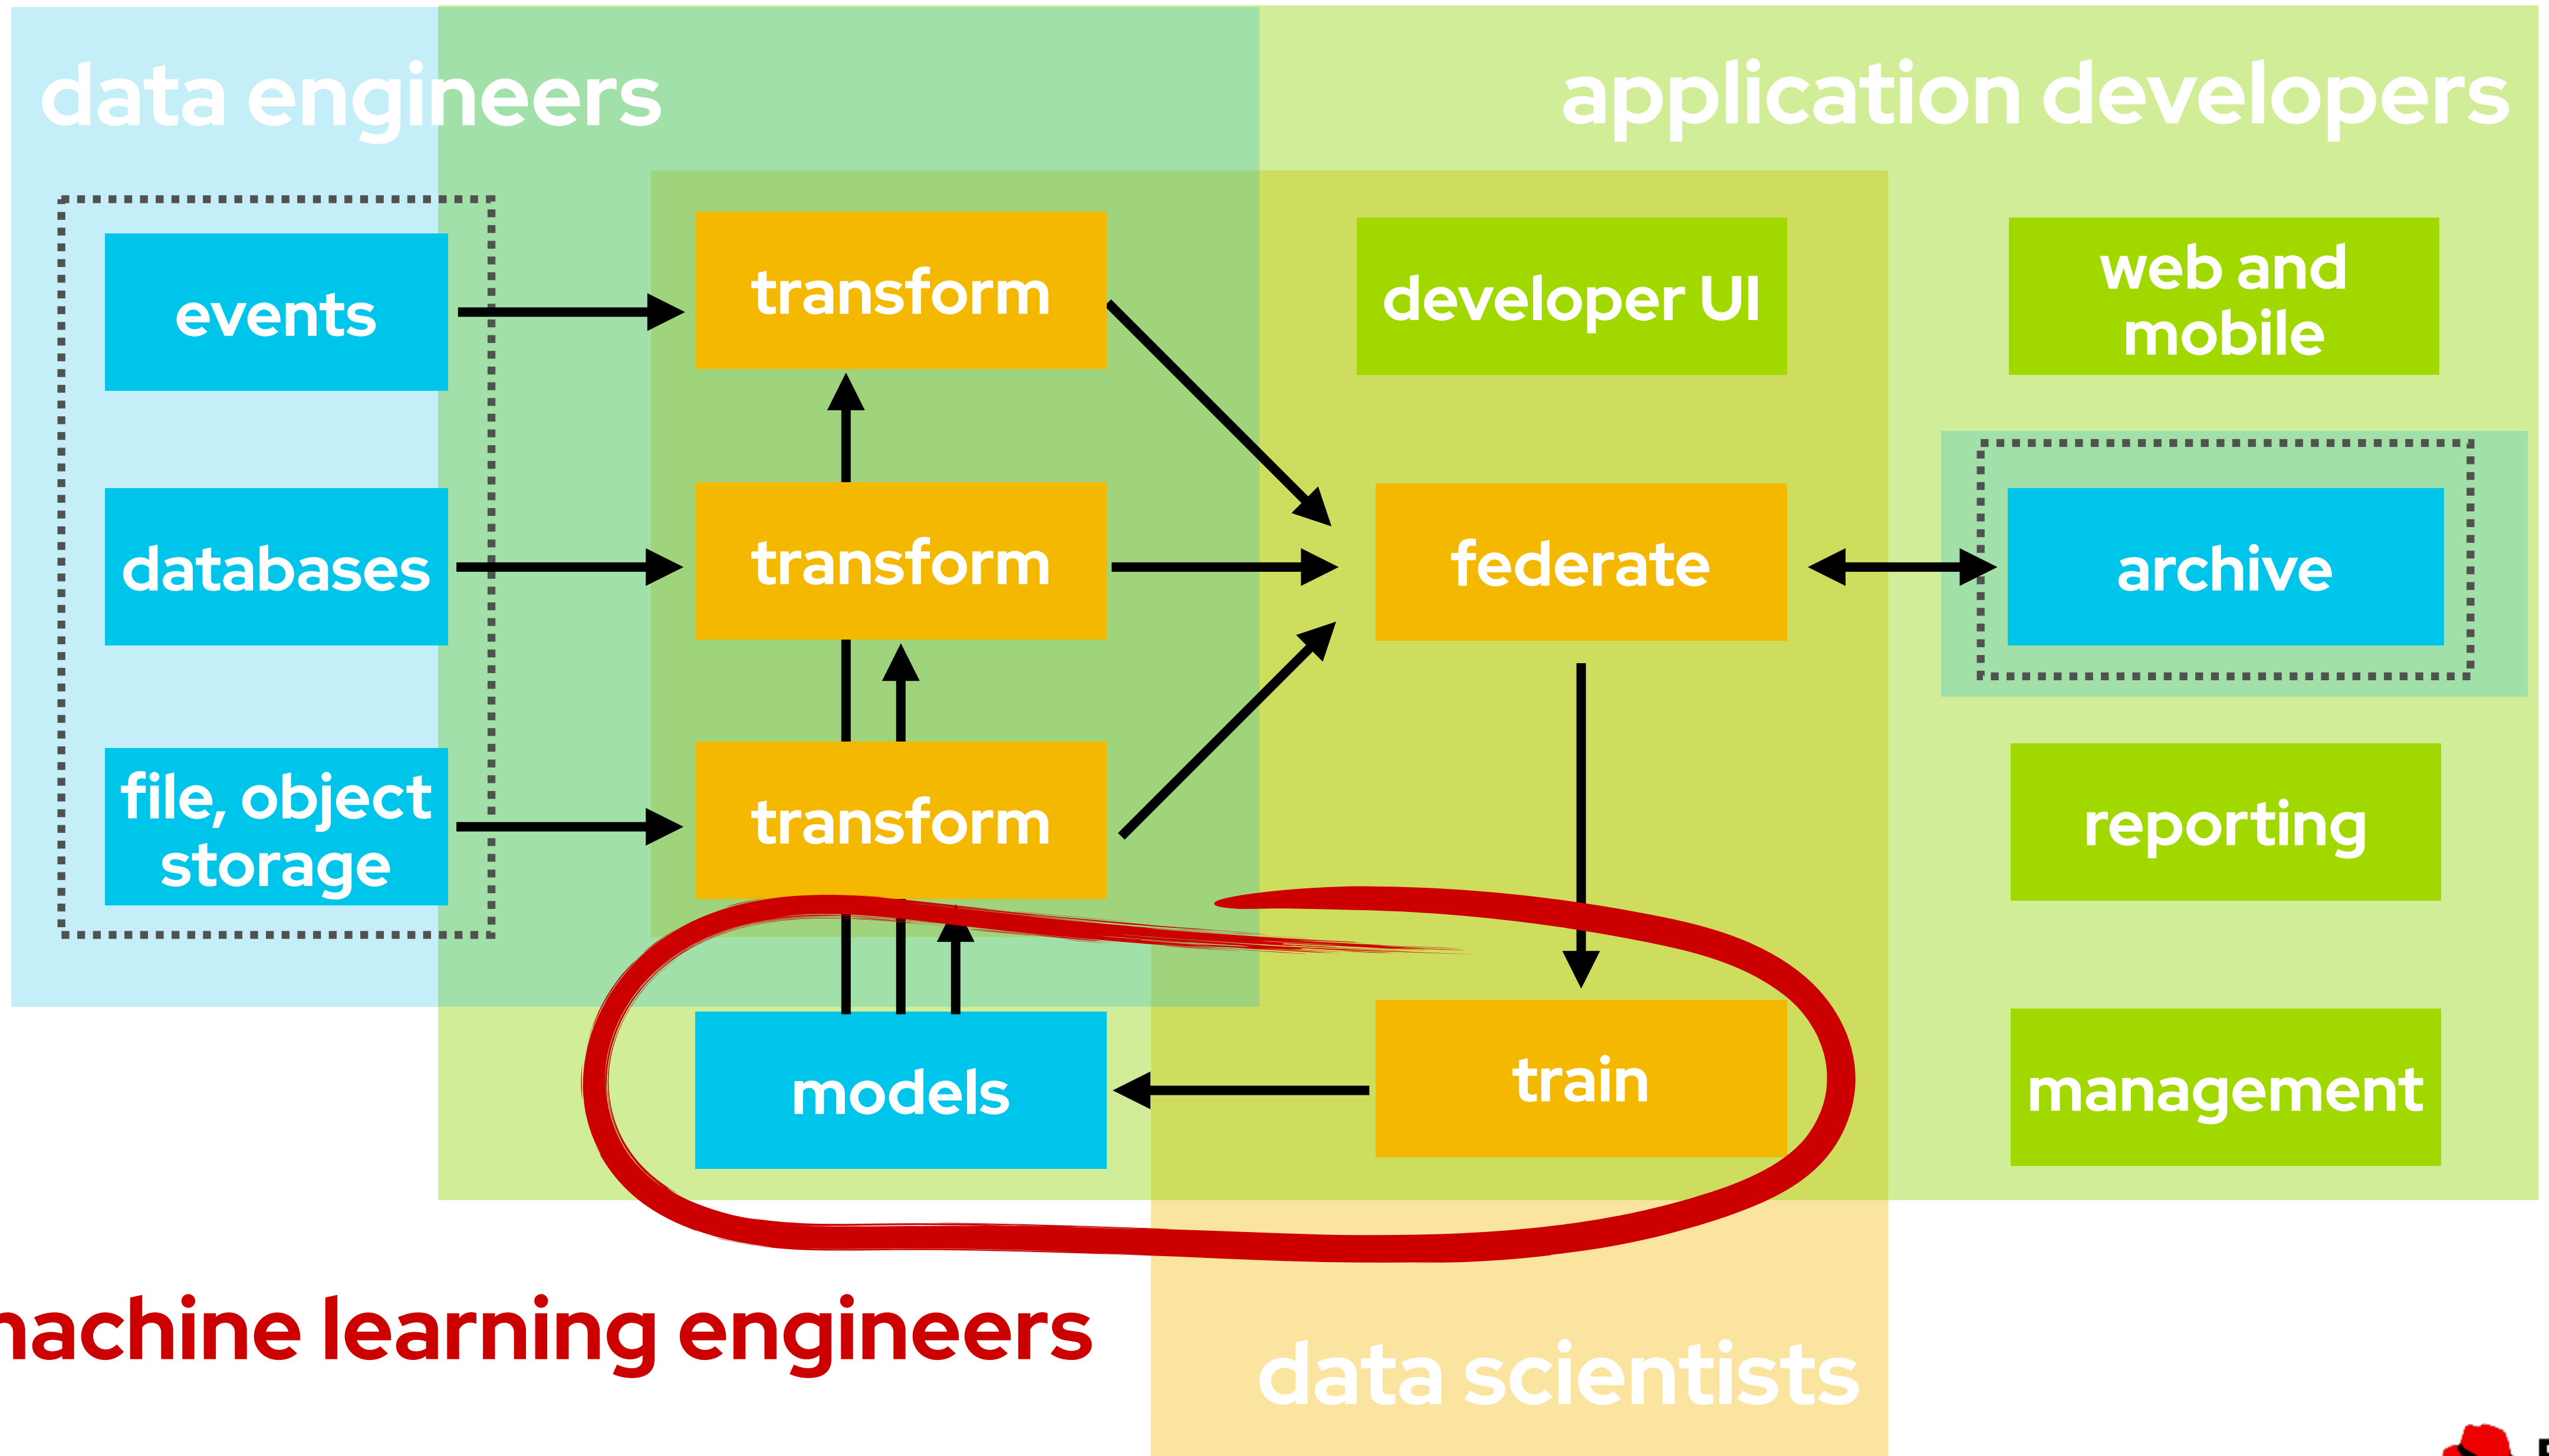 data engineers
application developers
events
transform
developer UI
web and
mobile
databases
transform
federate
archive
file, object
storage
transform
reporting
models
train
management
machine learning engineers
data scientists